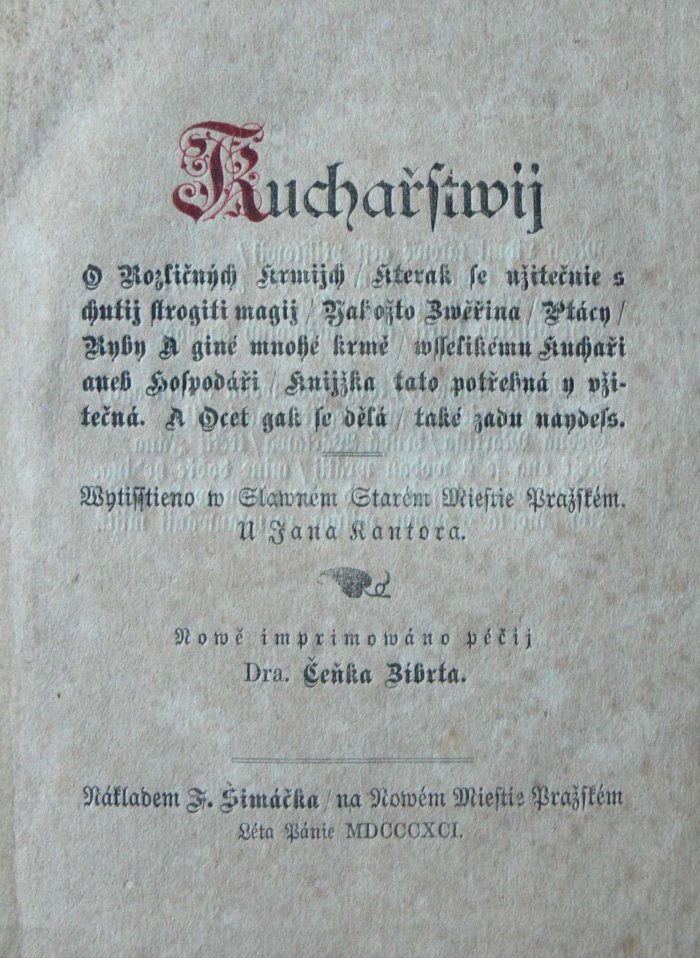 Kuchařſtwij
O Rozličných Krmijch / Kterak ſe užitečnie s
chutij ſtrogiti magij / Yakožto Zwěřina / Ptácy /
Ryby A giné mnohé krmě / wſſelikému Kuchaři
aneb Hoſpodáři / Knijžka tato potřebná y vži-
tečná. A Ocet gak ſe dělá / také zadu naydeſs.
Wytiſſtieno w Slawném Starém Mieſtie Pražſkém.
U Jana Kantora.
Nowě imprimowáno péčij
Dra. Čeňka Zíbrta.
Nákladem F. Šimáčka / na Nowém Mieſtie Pražſkém
Léta Pánie MDCCCXCI.